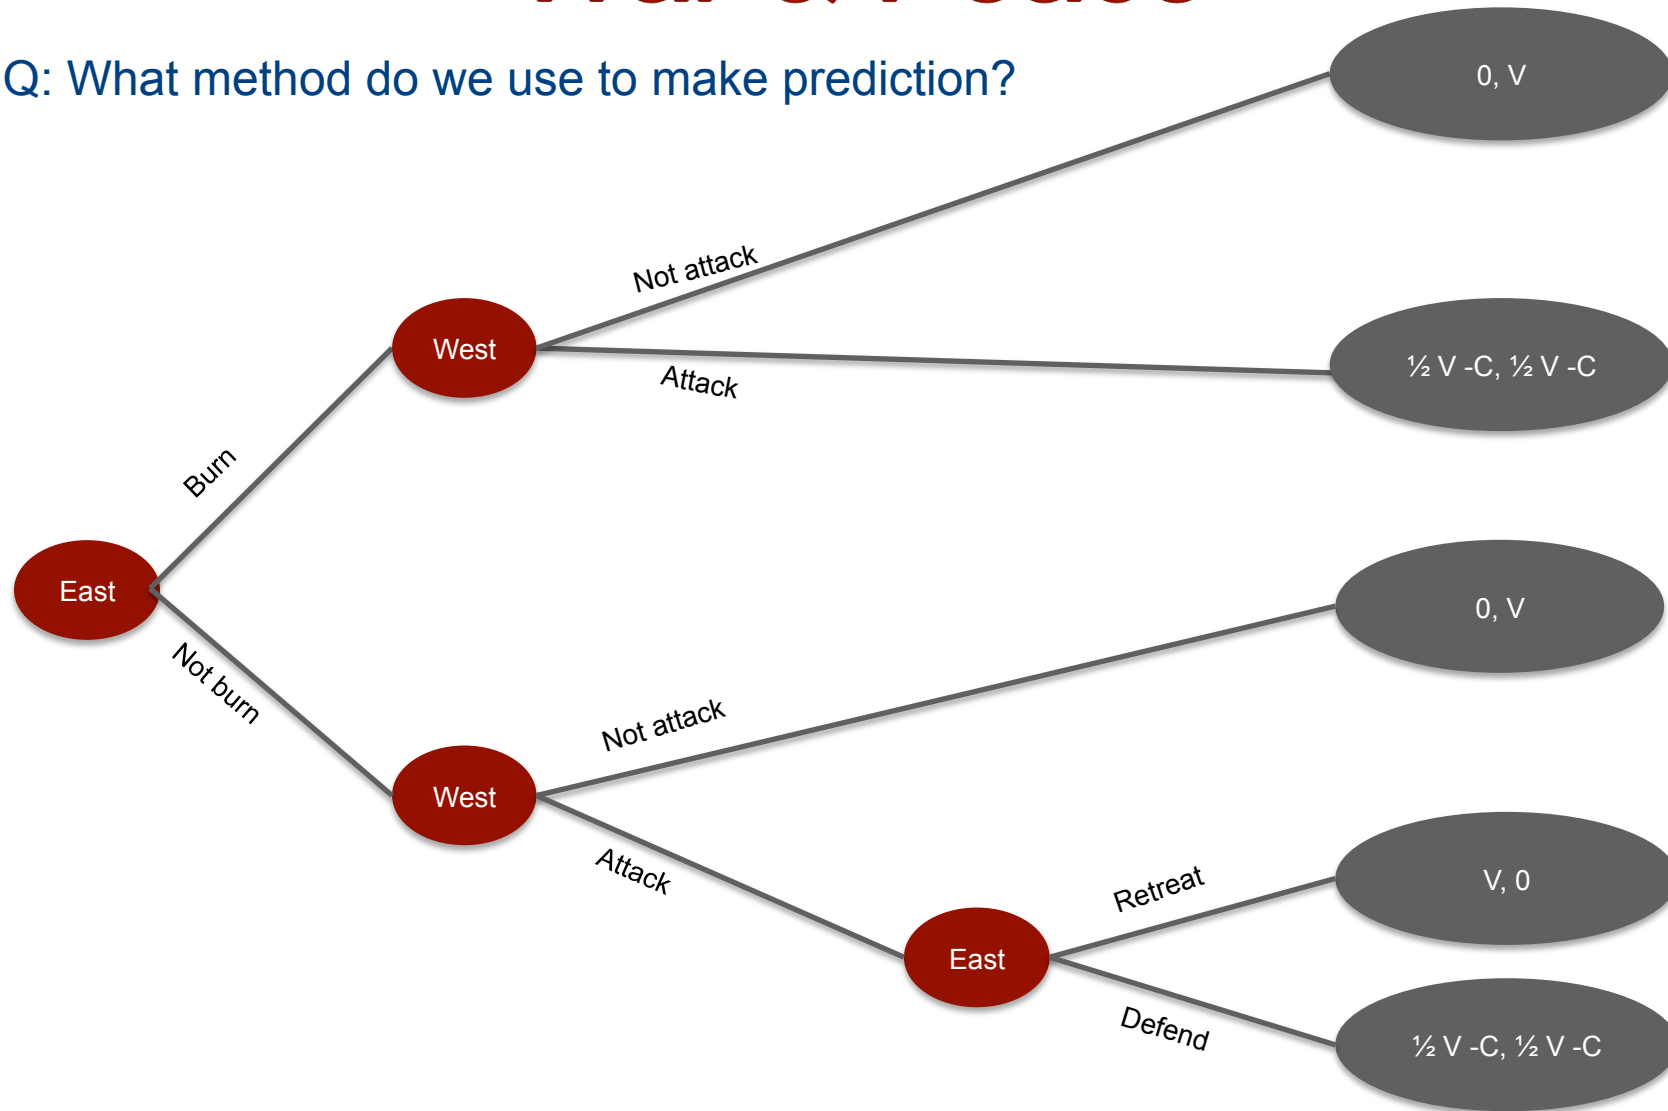 Q: What method do we use to make prediction?
0, V
Not attack
West
½ V -C, ½ V -C
Attack
Burn
East
0, V
Not burn
Not attack
West
Attack
Retreat
V, 0
East
Defend
½ V -C, ½ V -C